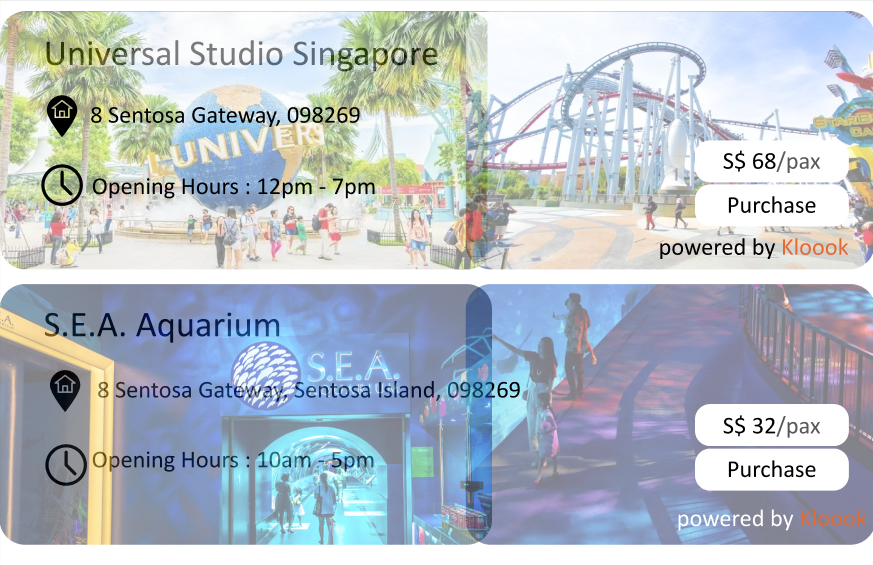 Universal Studio Singapore
8 Sentosa Gateway, 098269
UNIVER
Opening Hours : 12pm - 7pm
S$ 68/pax
Purchase
powered by Kloook
S.E.A. Aquarium
S.E.A.
8 Sentosa Gateway, Sentosa Island, 098269
Opening Hours : 10am - 5pm
S$ 32/pax
Purchase
powered by Kloook